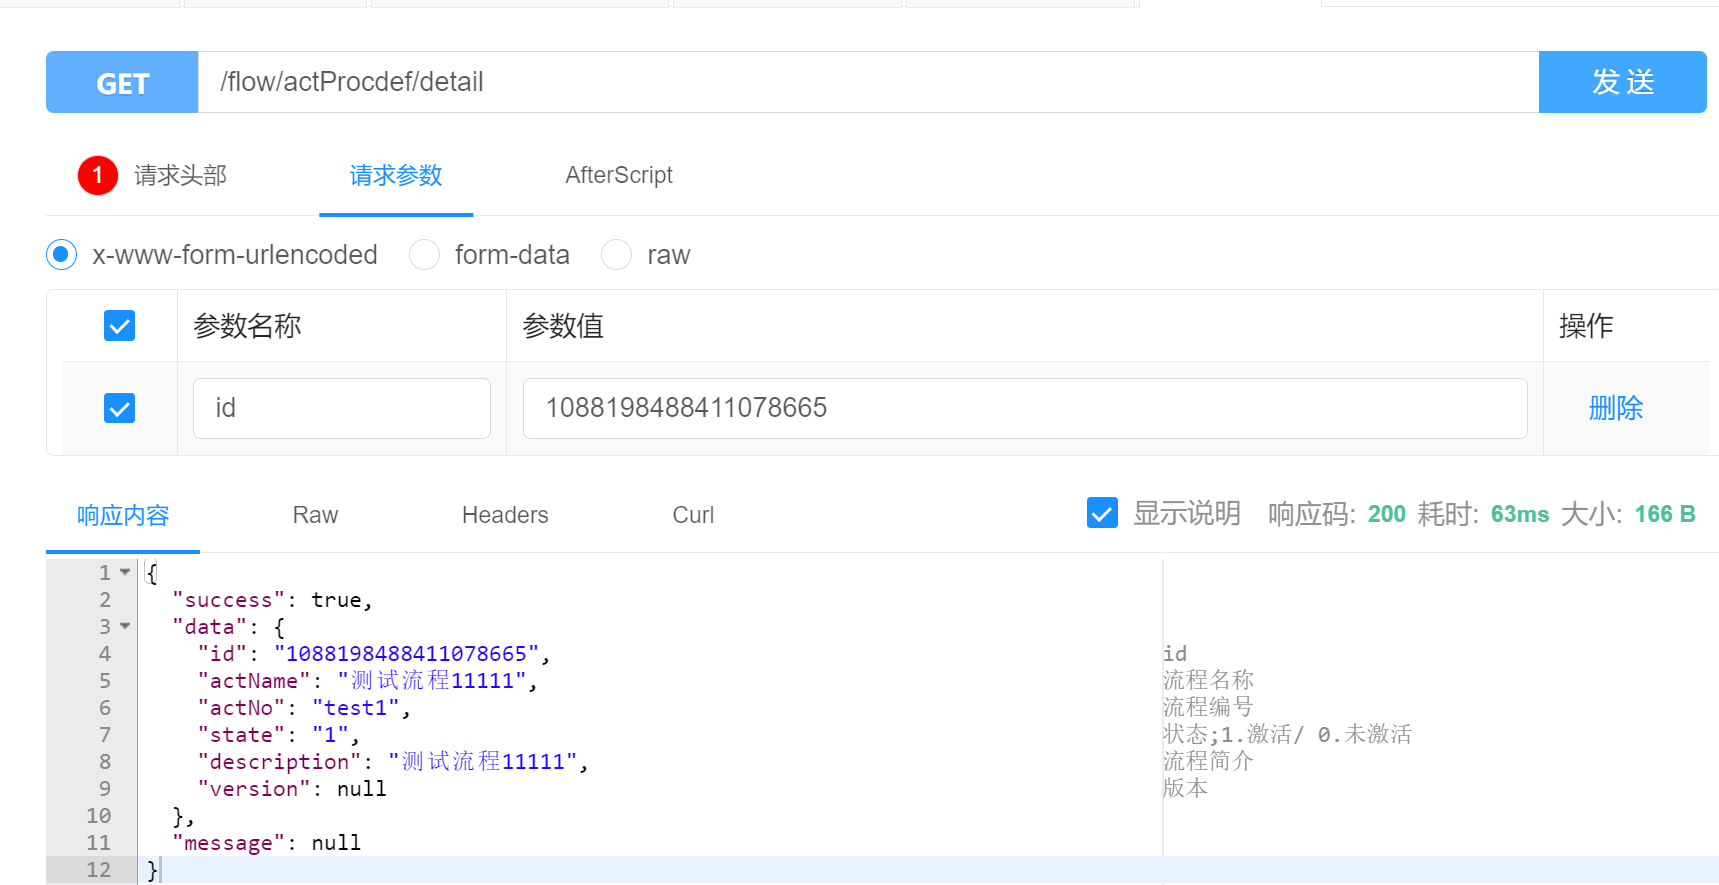 GET /flow/actProcdef/detail 发 送
1 请求头部 请求参数 AfterScript
x-www-form-urlencoded form-data raw
参数名称 参数值 操作
id 1088198488411078665 删除
响应内容 Raw Headers Curl 显示说明 响应码: 200 耗时: 63ms 大小: 166 B
1 {
2 "success": true,
3 "data": {
4 "id": "1088198488411078665", id
5 "actName": "测试流程11111", 流程名称
6 "actNo": "test1", 流程编号
7 "state": "1", 状态;1.激活/ 0.未激活
8 "description": "测试流程11111", 流程简介
9 "version": null 版本
10 },
11 "message": null
12 }